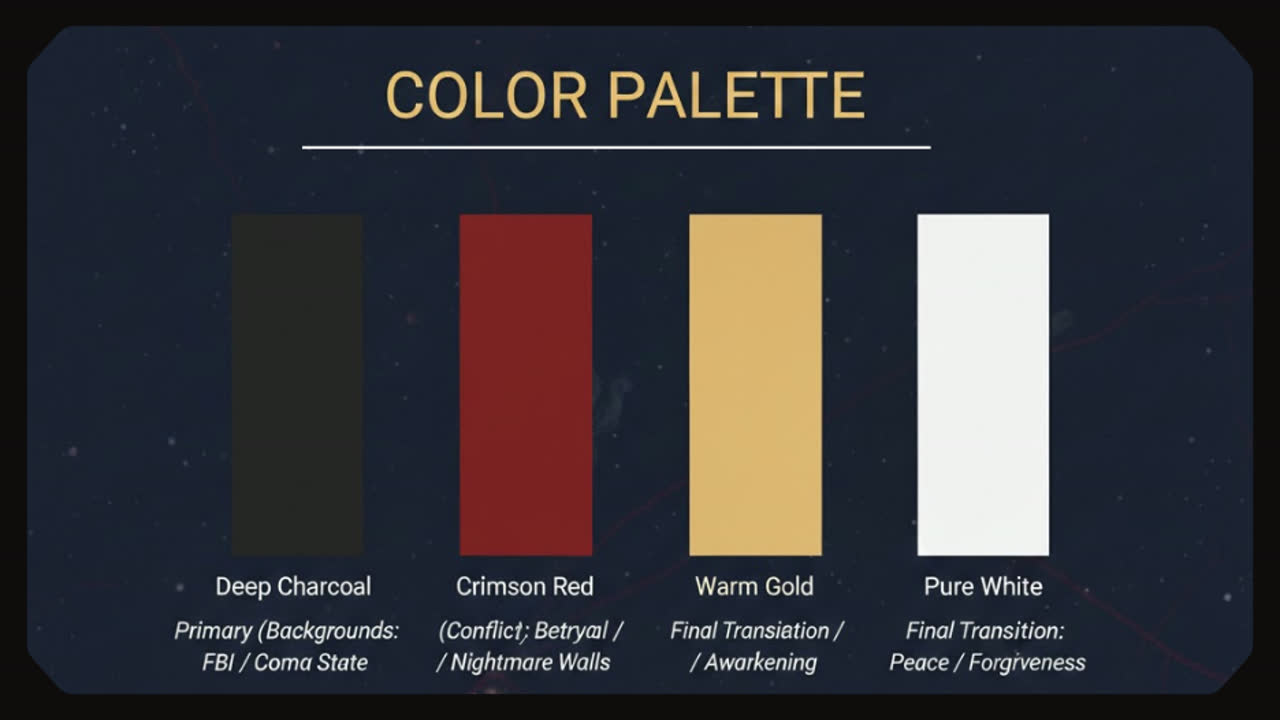 COLOR PALETTE
Deep Charcoal
Primary (Backgrounds:
FBI / Coma State
Crimson Red
(Conflict; Betryal /
/ Nightmare Walls
Warm Gold
Final Transiation /
/ Awarkening
Pure White
Final Transition:
Peace / Forgrveness